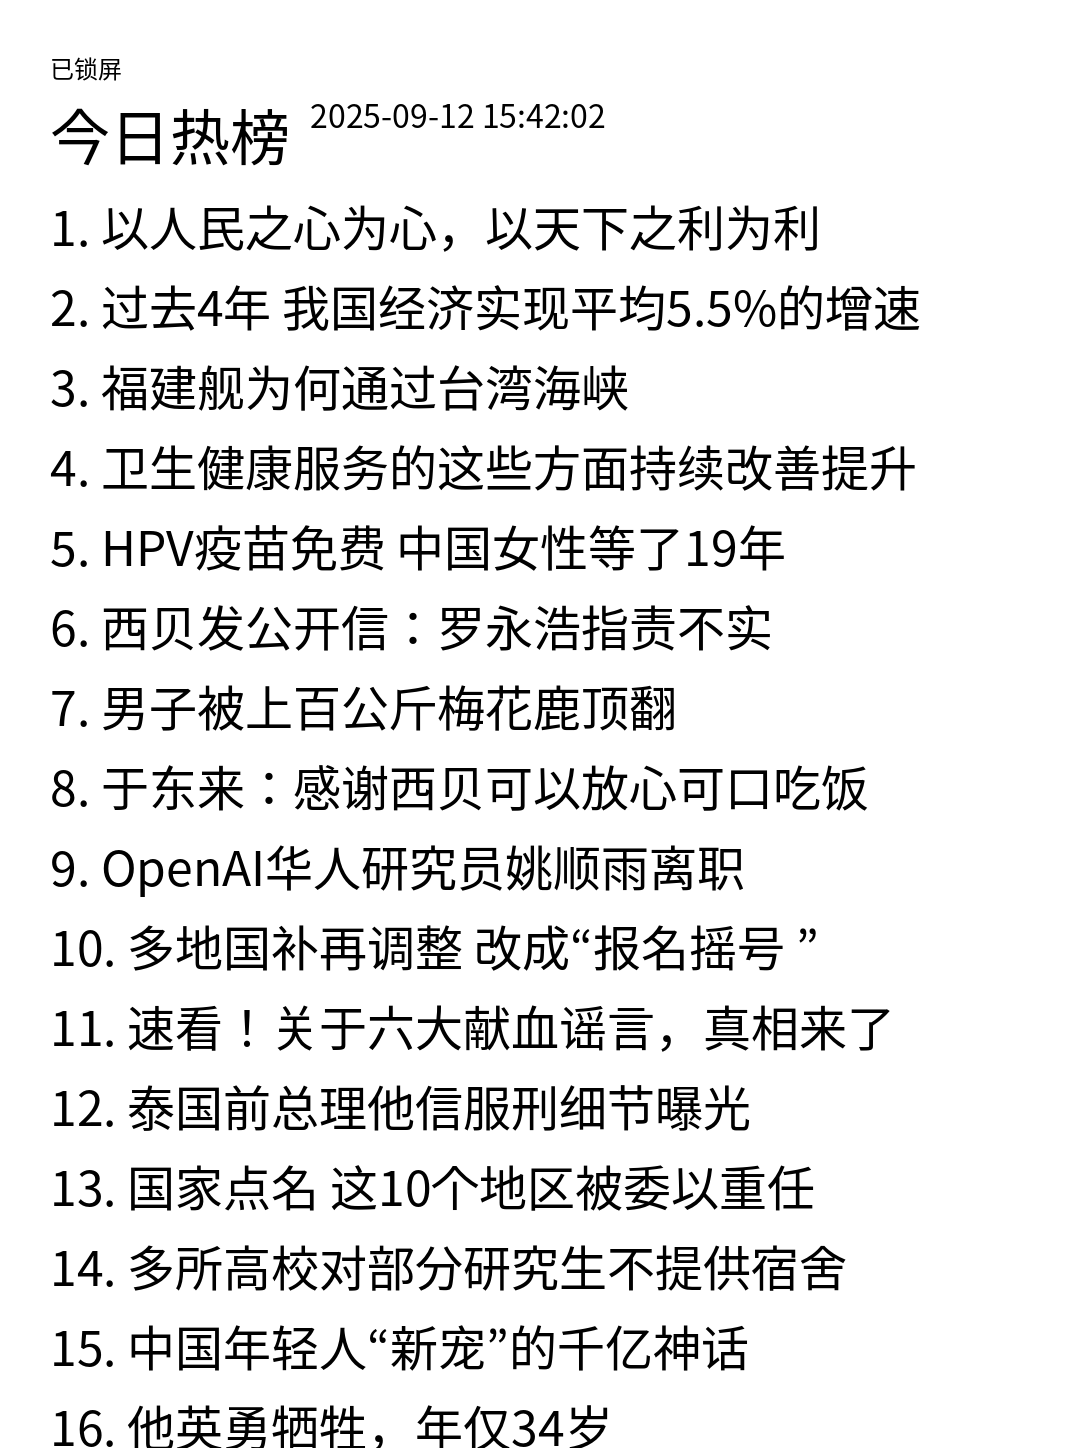 已锁屏
今日热榜 2025-09-12 15:42:02
1. 以人民之心为心，以天下之利为利
2. 过去4年 我国经济实现平均5.5%的增速
3. 福建舰为何通过台湾海峡
4. 卫生健康服务的这些方面持续改善提升
5. HPV疫苗免费 中国女性等了19年
6. 西贝发公开信：罗永浩指责不实
7. 男子被上百公斤梅花鹿顶翻
8. 于东来：感谢西贝可以放心可口吃饭
9. OpenAI华人研究员姚顺雨离职
10. 多地国补再调整 改成“报名摇号 ”
11. 速看！关于六大献血谣言，真相来了
12. 泰国前总理他信服刑细节曝光
13. 国家点名 这10个地区被委以重任
14. 多所高校对部分研究生不提供宿舍
15. 中国年轻人“新宠”的千亿神话
16. 他英勇牺牲，年仅34岁